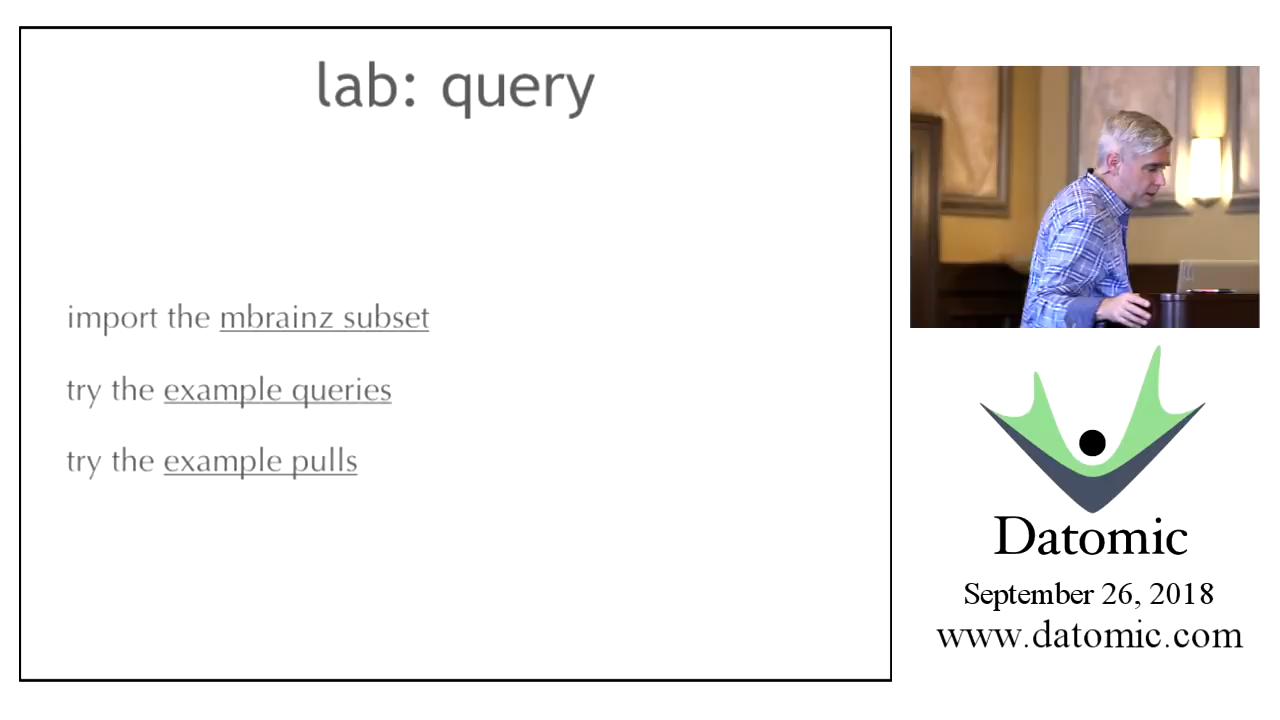 lab: query
import the mbrainz subset
try the example queries
try the example pulls
Datomic
September 26, 2018
www.datomic.com